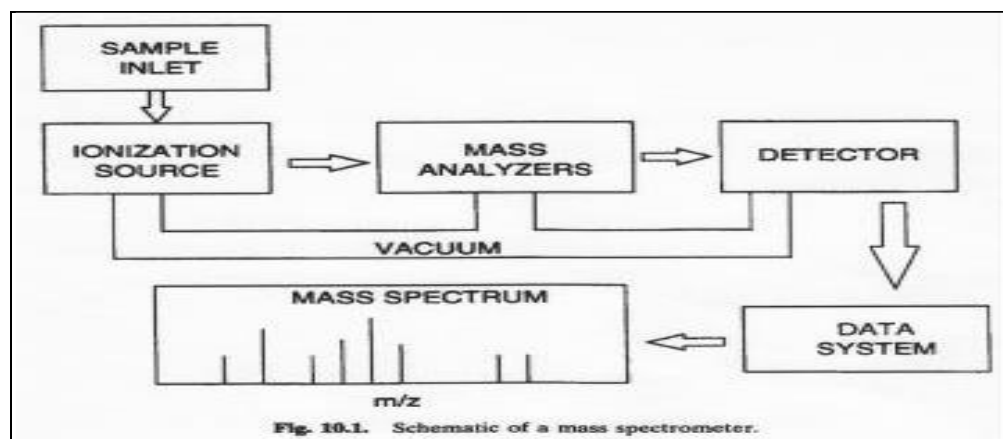 SAMPLE
INLET
IONIZATION
SOURCE
MASS
ANALYZERS
DETECTOR
VACUUM
MASS SPECTRUM
DATA
SYSTEM
m/z
Fig. 10.1. Schematic of a mass spectrometer.